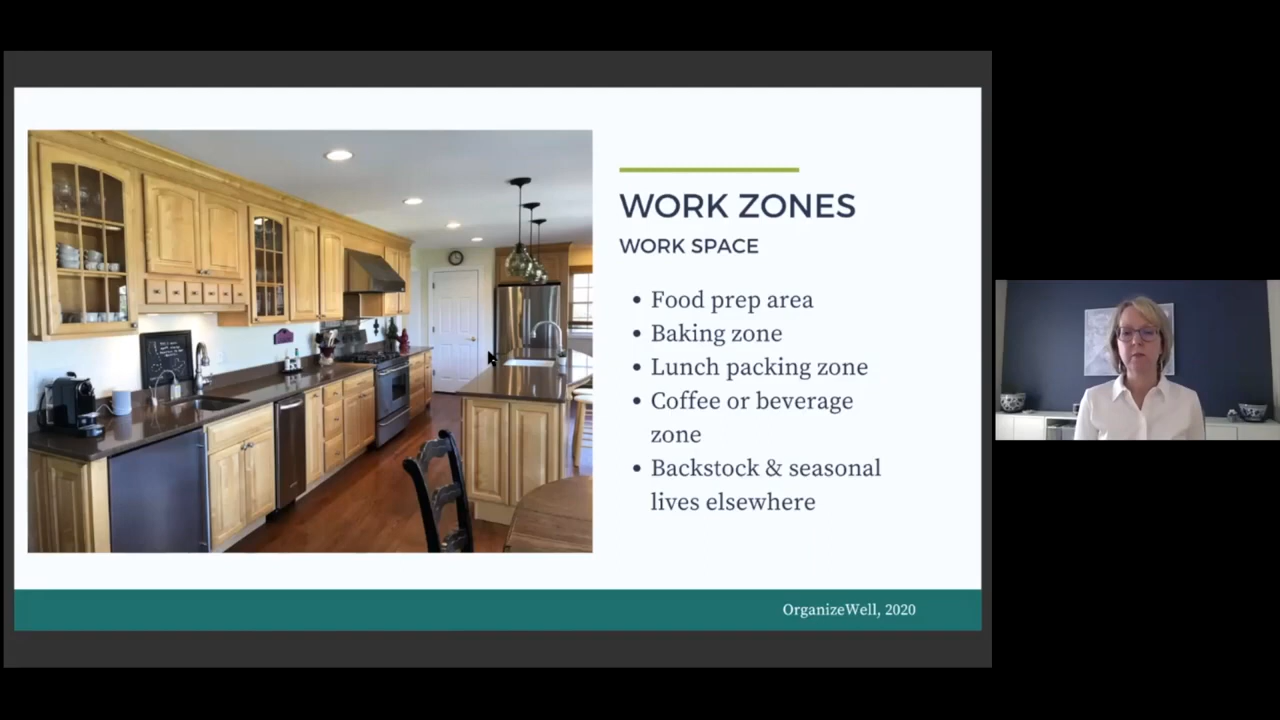 WORK ZONES
WORK SPACE
• Food prep area
• Baking zone
• Lunch packing zone
• Coffee or beverage
zone
• Backstock & seasonal
lives elsewhere
OrganizeWell, 2020